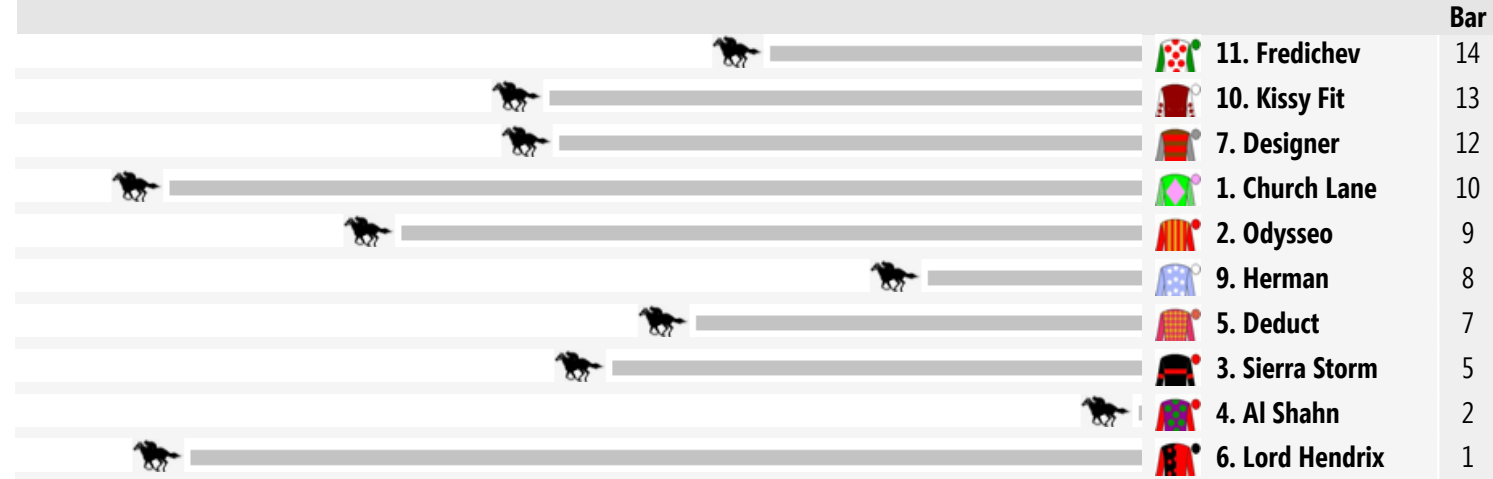 Bar
11. Fredichev 14
10. Kissy Fit 13
7. Designer 12
1. Church Lane 10
2. Odysseo 9
9. Herman 8
5. Deduct 7
3. Sierra Storm 5
4. Al Shahn 2
6. Lord Hendrix 1